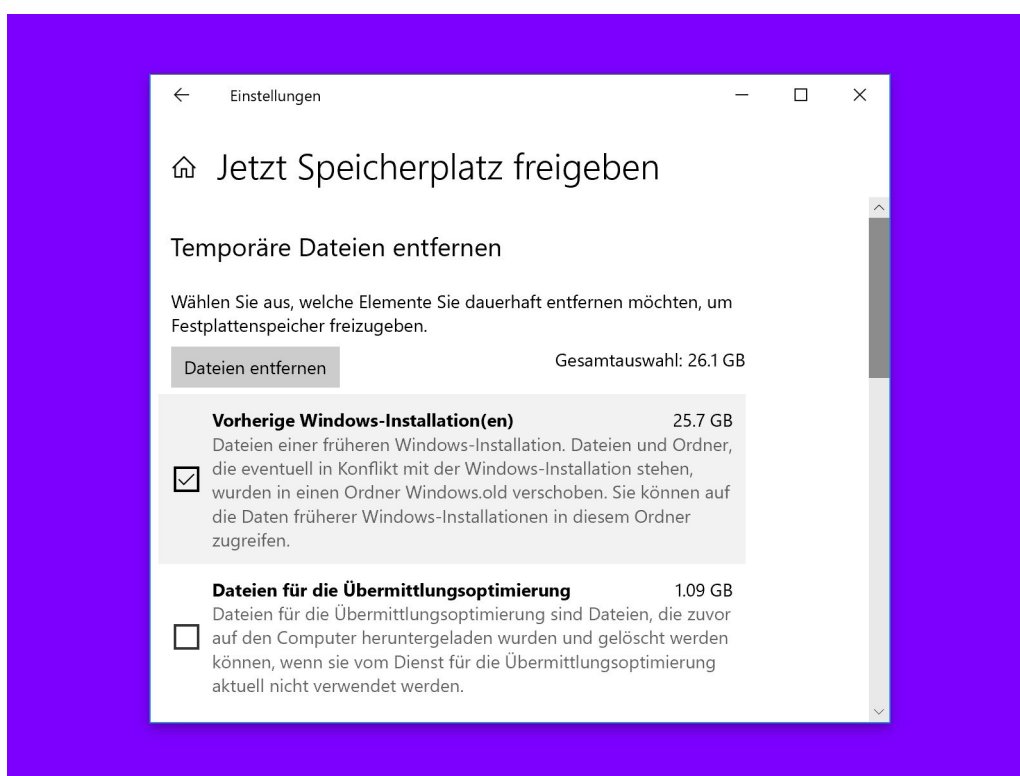 Einstellungen
Jetzt Speicherplatz freigeben
Temporäre Dateien entfernen
Wählen Sie aus, welche Elemente Sie dauerhaft entfernen möchten, um
Festplattenspeicher freizugeben.
Dateien entfernen
Gesamtauswahl: 26.1 GB
Vorherige Windows-Installation(en) 25.7 GB
Dateien einer früheren Windows-Installation. Dateien und Ordner,
die eventuell in Konflikt mit der Windows-Installation stehen,
wurden in einen Ordner Windows.old verschoben. Sie können auf
die Daten früherer Windows-Installationen in diesem Ordner
zugreifen.
Dateien für die Übermittlungsoptimierung 1.09 GB
Dateien für die Übermittlungsoptimierung sind Dateien, die zuvor
auf den Computer heruntergeladen wurden und gelöscht werden
können, wenn sie vom Dienst für die Übermittlungsoptimierung
aktuell nicht verwendet werden.